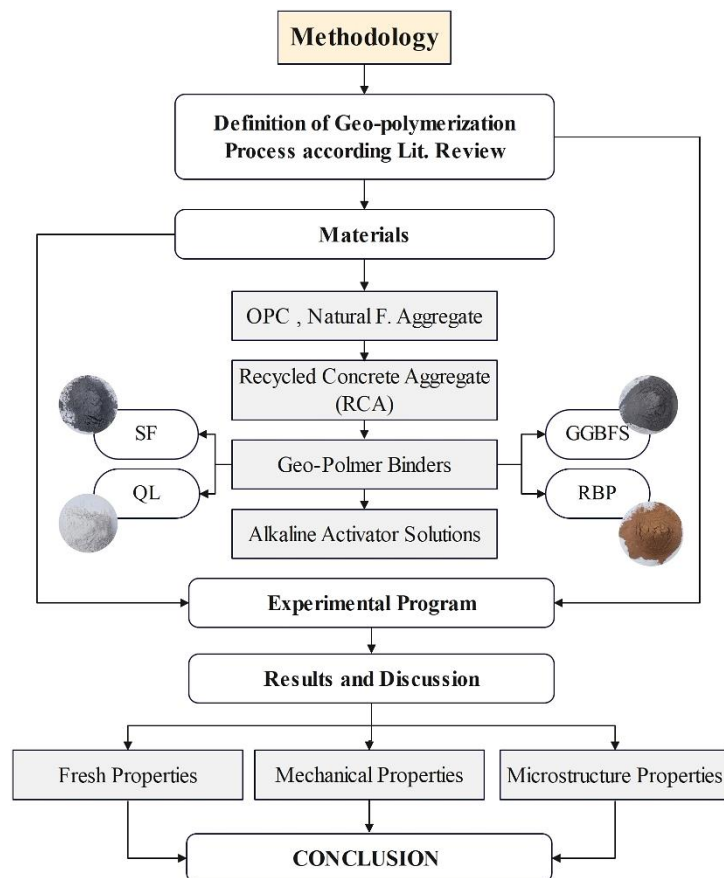 Methodology
Definition of Geo-polymerization
Process according Lit. Review
Materials
OPC , Natural F. Aggregate
Recycled Concrete Aggregate
(RCA)
SF
GGBFS
Geo-Polmer Binders
QL
RBP
Alkaline Activator Solutions
Experimental Program
Results and Discussion
Fresh Properties
Mechanical Properties
Microstructure Properties
CONCLUSION